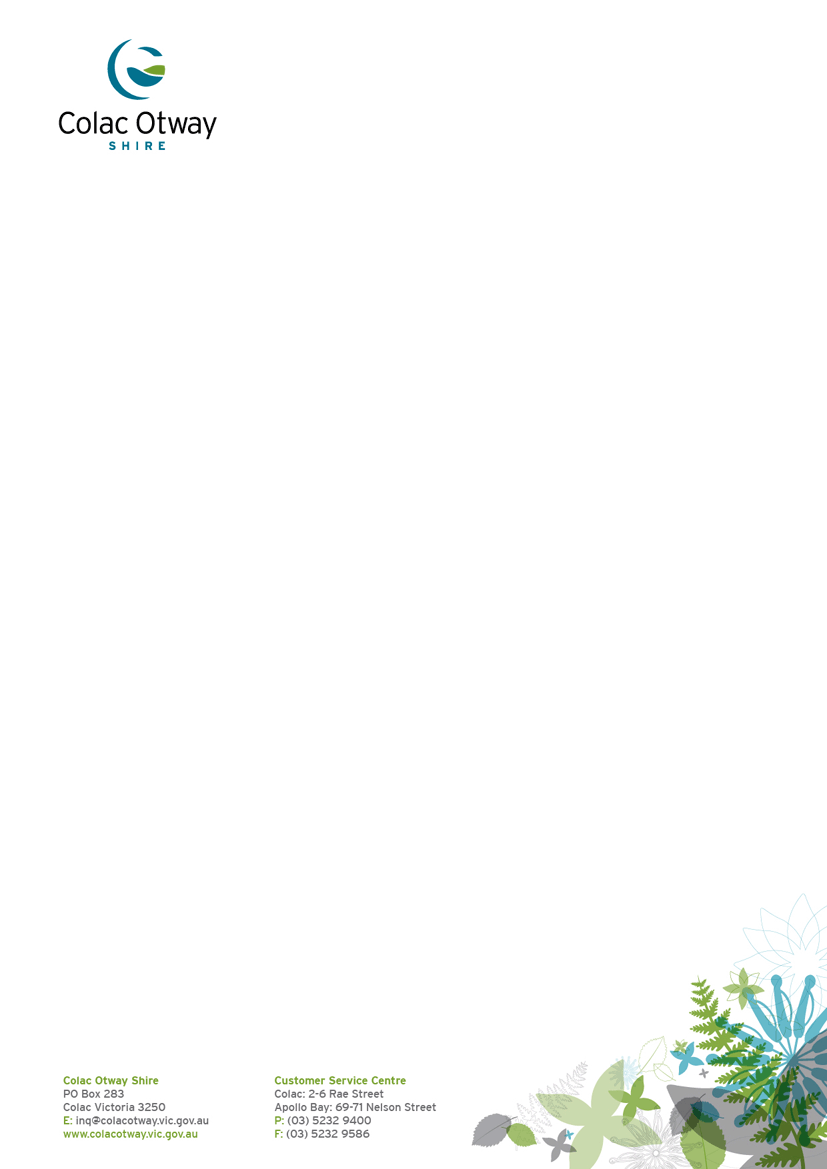 Colac Otway
SHIRE
Colac Otway Shire
PO Box 283
Colac Victoria 3250
E: inq@colacotway.vic.gov.au
www.colacotway.vic.gov.au
Customer Service Centre
Colac: 2-6 Rae Street
Apollo Bay: 69-71 Nelson Street
P: (03) 5232 9400
F: (03) 5232 9586